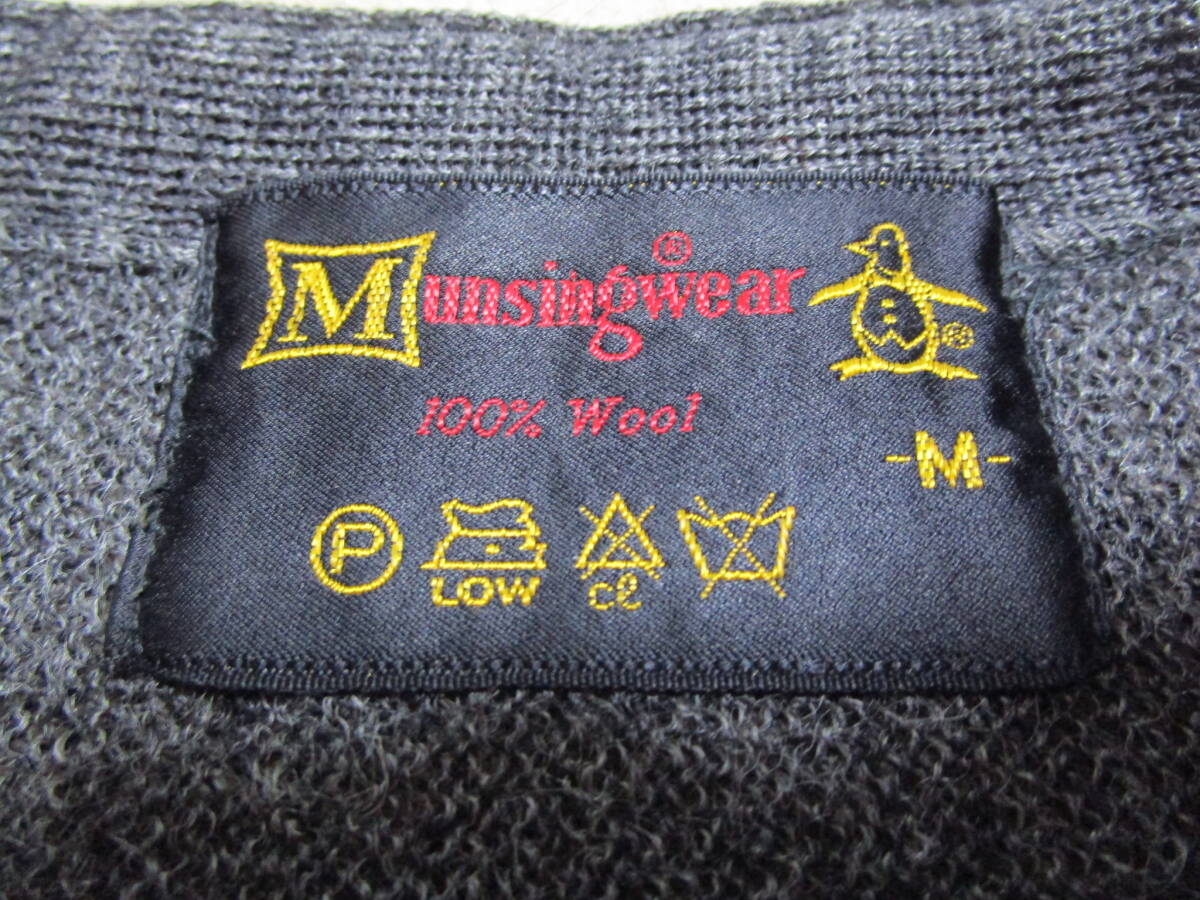 Munsingwear®
®
100% Wool
-M-
P
LOW
cl